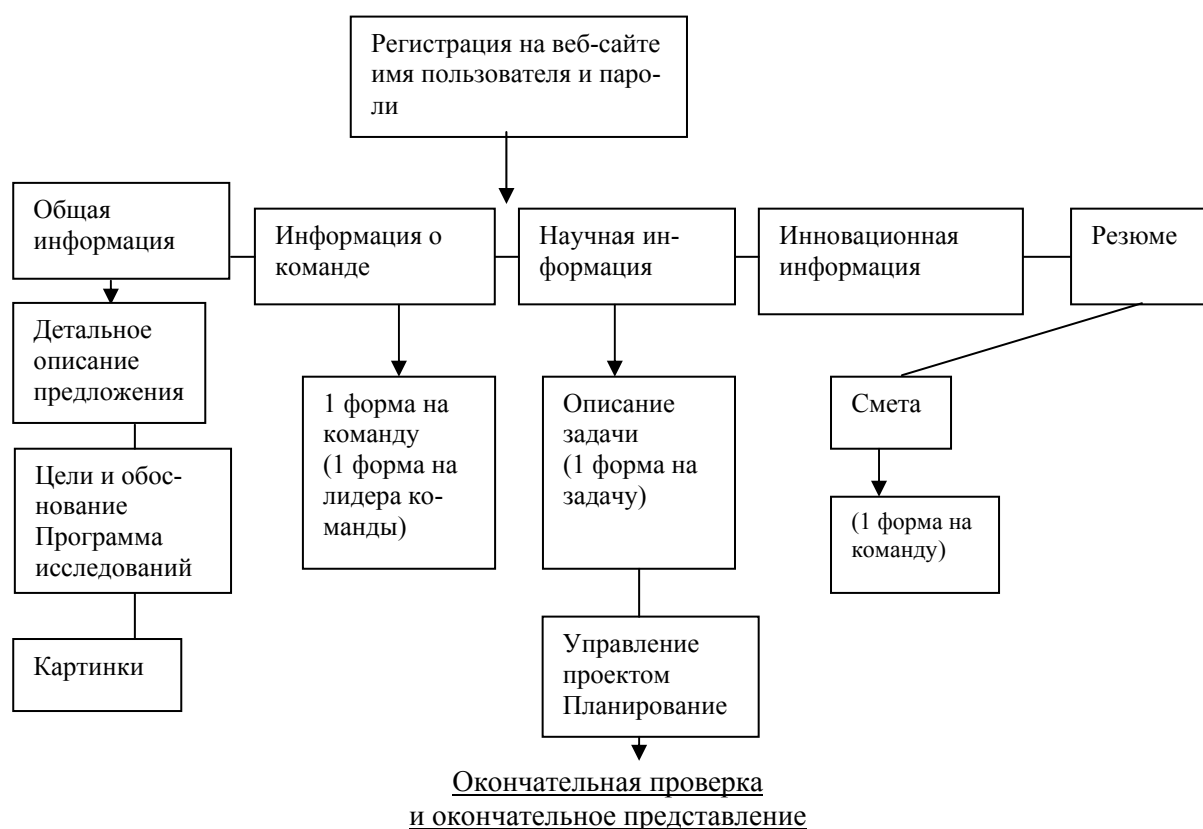 Регистрация на веб-сайте
имя пользователя и паро-
ли
Общая
информация
Информация о
команде
Научная ин-
формация
Инновационная
информация
Резюме
Детальное
описание
предложения
1 форма на
команду
(1 форма на
лидера ко-
манды)
Описание
задачи
(1 форма на
задачу)
Смета
Цели и обос-
нование
Программа
исследований
(1 форма на
команду)
Картинки
Управление
проектом
Планирование
Окончательная проверка
и окончательное представление